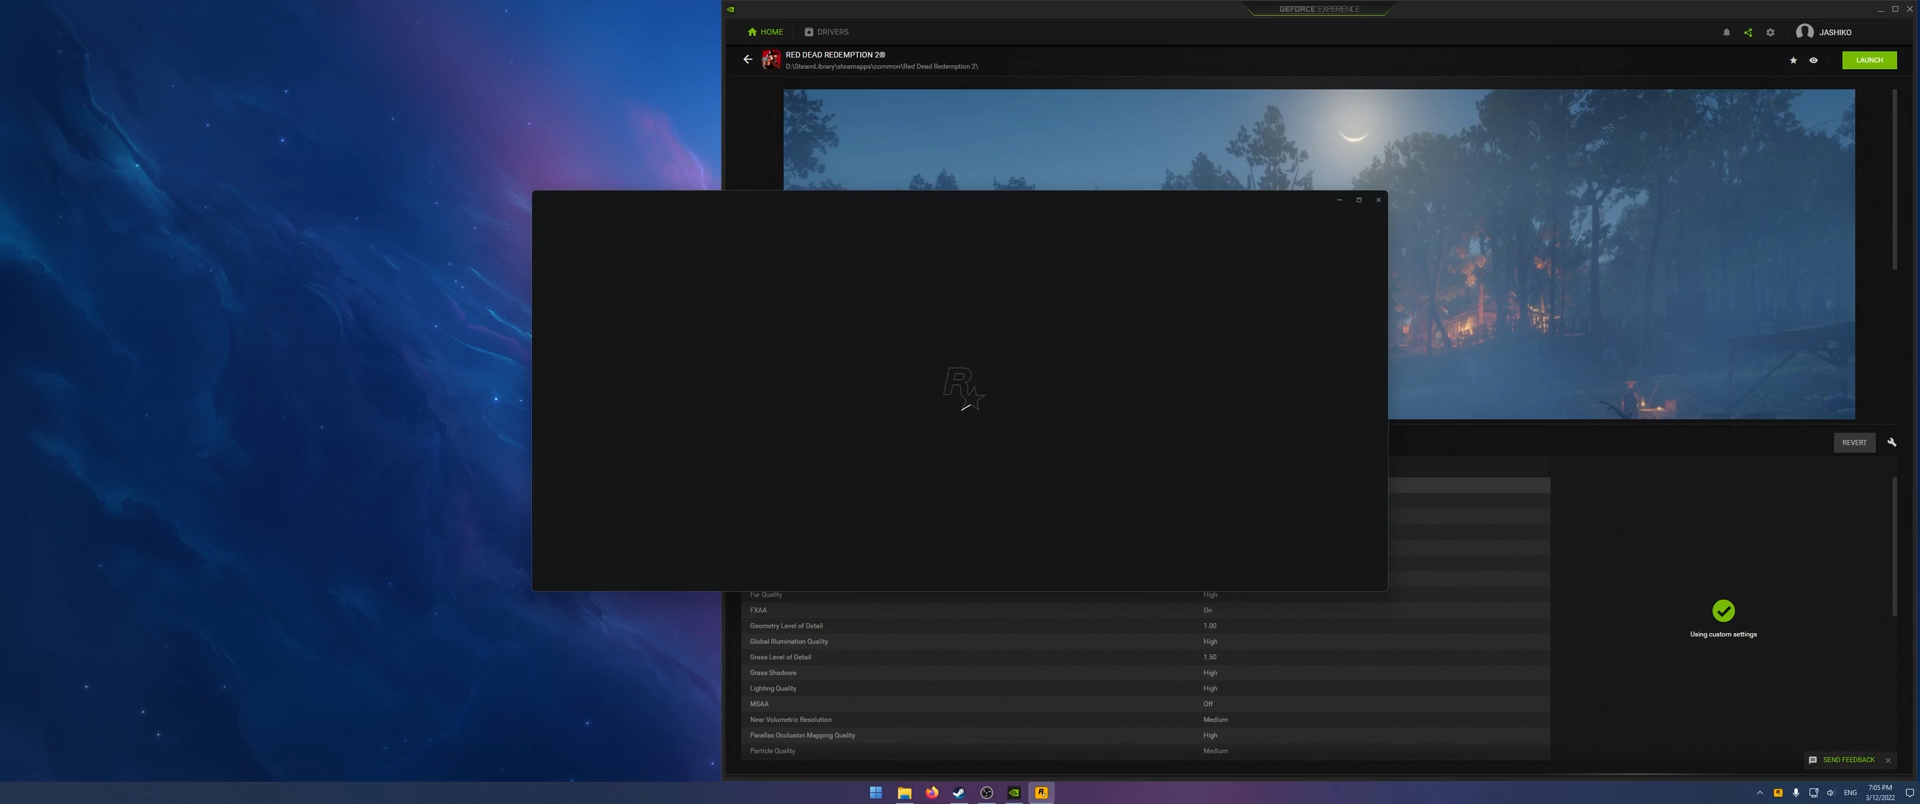 GEFORCE EXPERIENCE
HOME
DRIVERS
JASHIKO
RED DEAD REDEMPTION 2®
D:\SteamLibrary\steamapps\common\Red Dead Redemption 2\
LAUNCH
REVERT
Fur Quality High
FXAA On
Geometry Level of Detail 1.00
Global Illumination Quality High
Grass Level of Detail 1.50
Grass Shadows High
Lighting Quality High
MSAA Off
Near Volumetric Resolution Medium
Parallax Occlusion Mapping Quality High
Particle Quality Medium
Using custom settings
SEND FEEDBACK
ENG
7:05 PM
3/12/2022